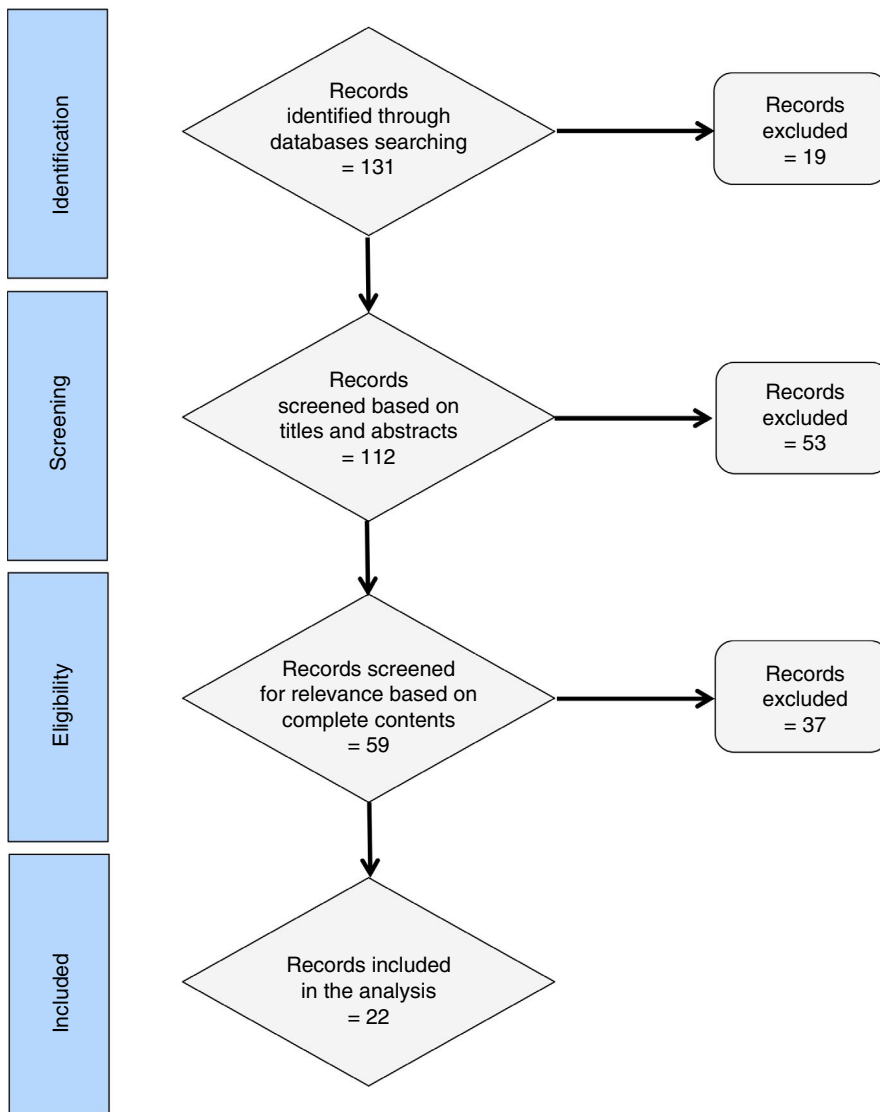 Identification
Records
identified through
databases searching
= 131
Records
excluded
= 19
Screening
Records
screened based on
titles and abstracts
= 112
Records
excluded
= 53
Eligibility
Records screened
for relevance based on
complete contents
= 59
Records
excluded
= 37
Included
Records included
in the analysis
= 22